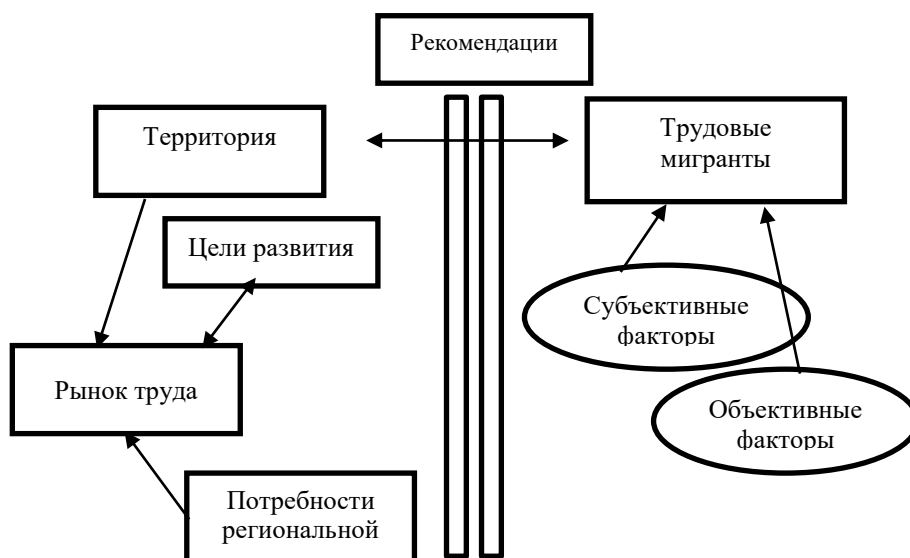 Рекомендации
Территория
Трудовые
мигранты
Цели развития
Субъективные
факторы
Рынок труда
Объективные
факторы
Потребности
региональной